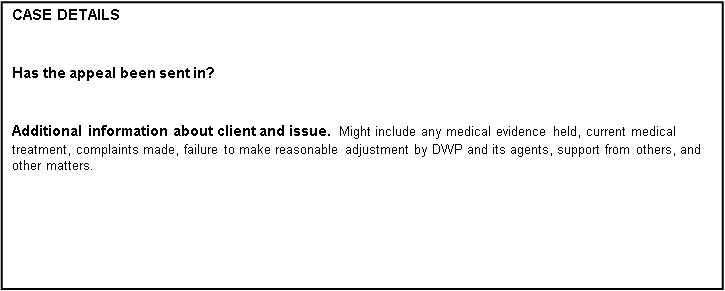 CASE DETAILS
Has the appeal been sent in?
Additional information about client and issue. Might include any medical evidence held, current medical
treatment, complaints made, failure to make reasonable adjustment by DWP and its agents, support from others, and
other matters.